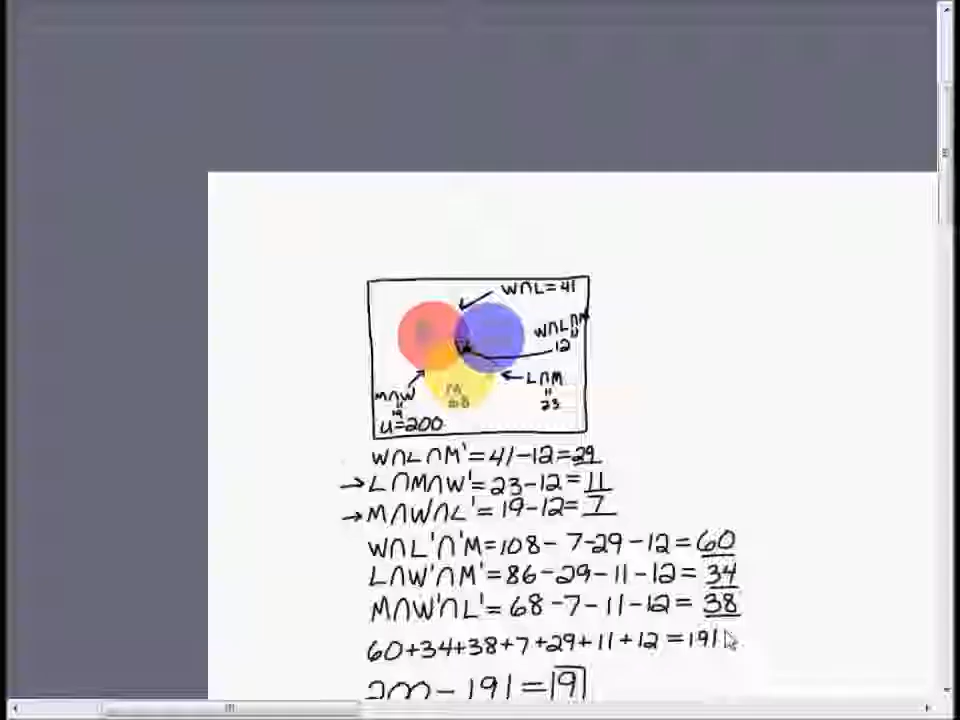 W∩L=41
W∩L∩M
"
12
L∩M
"
23
M∩W
"
19
M
68
u=200
W∩L∩M'=41-12=29
→L∩M∩W'=23-12=11
→M∩W∩L'=19-12=7
W∩L'∩'M=108-7-29-12=60
L∩W'∩M'=86-29-11-12=34
M∩W'∩L'=68-7-11-12=38
60+34+38+7+29+11+12=191
200-191=19